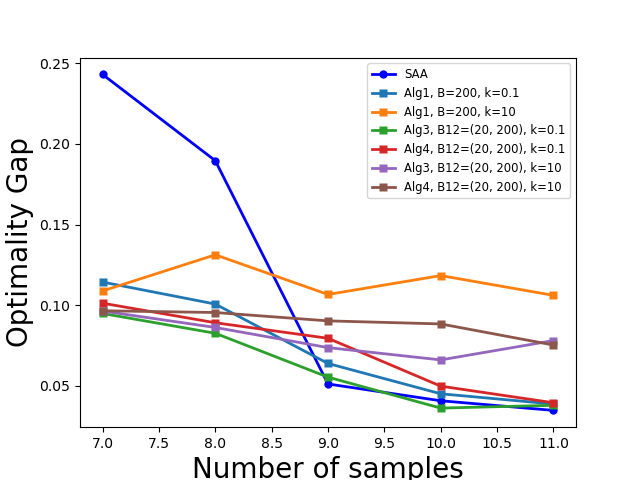 0.25
0.20
0.15
0.10
0.05
Optimality Gap
7.0 7.5 8.0 8.5 9.0 9.5 10.0 10.5 11.0
Number of samples
SAA
Alg1, B=200, k=0.1
Alg1, B=200, k=10
Alg3, B12=(20, 200), k=0.1
Alg4, B12=(20, 200), k=0.1
Alg3, B12=(20, 200), k=10
Alg4, B12=(20, 200), k=10